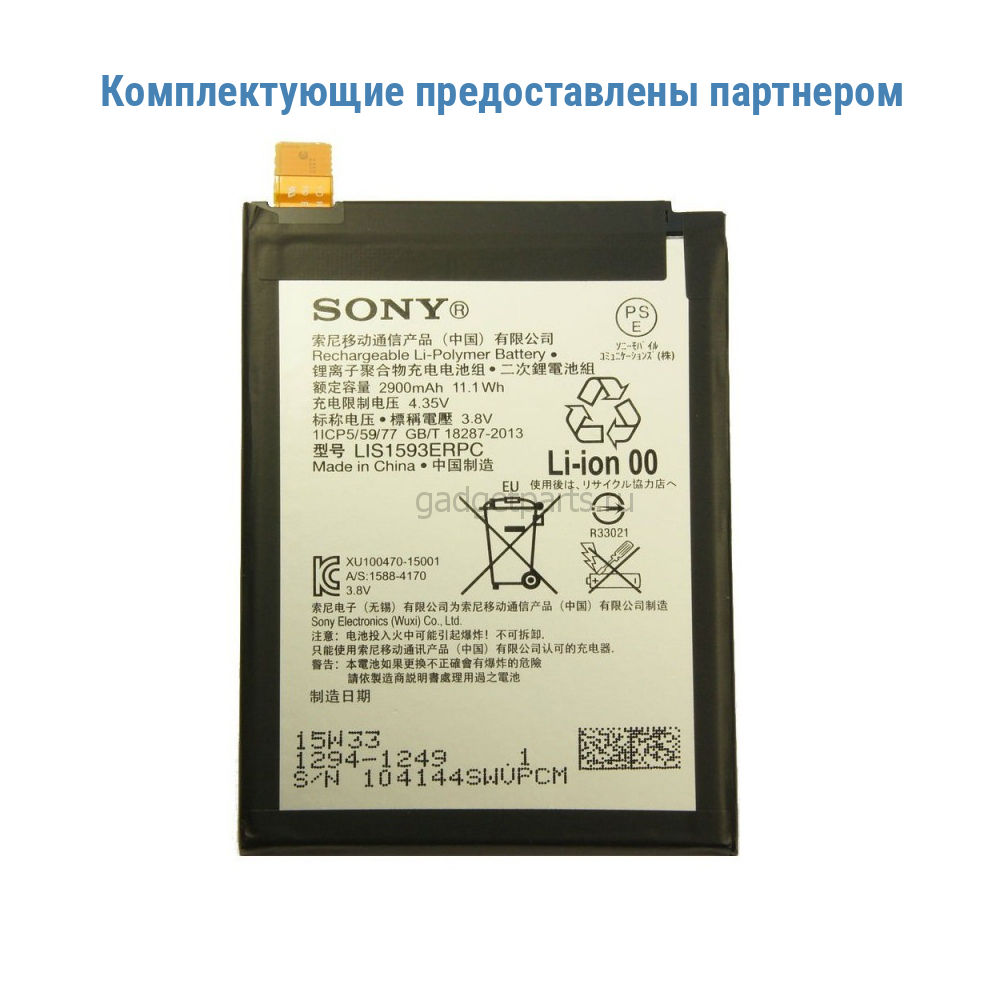 Комплектующие предоставлены партнером
SONY®
索尼移动通信产品（中国）有限公司
Rechargeable Li-Polymer Battery •
锂离子聚合物充电电池组 • 二次鋰電池組
额定容量 2900mAh 11.1Wh
充电限制电压 4.35V
标称电压 • 標稱電壓 3.8V
1ICP5/59/77 GB/T 18287-2013
型号 LIS1593ERPC
Made in China • 中国制造
PS
E
ソニーモバイル
コミュニケーションズ(株)
Li-ion 00
使用後は、リサイクル協力店へ
EU
gadgetparts.ru
R33021
XU100470-15001
A/S:1588-4170
3.8V
索尼电子（无锡）有限公司为索尼移动通信产品（中国）有限公司制造
Sony Electronics (Wuxi) Co., Ltd.
注意：电池投入火中可能引起爆炸！不可拆卸.
只能使用索尼移动通讯产品（中国）有限公司认可的充电器.
警告：本電池如果更換不正確會有爆炸的危險
請依製造商説明書處理用過之電池
制造日期
15W33
1294-1249 .1
S/N 104144SWVPCM